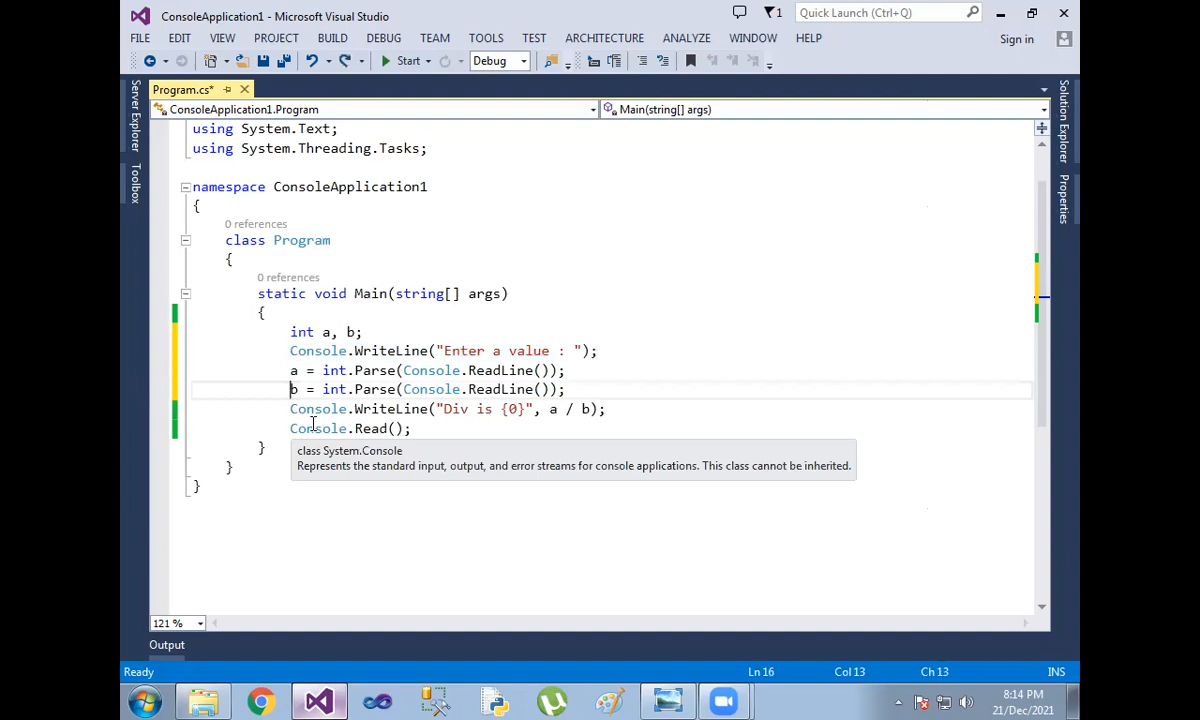 ConsoleApplication1 - Microsoft Visual Studio
1
Quick Launch (Ctrl+Q)
FILE EDIT VIEW PROJECT BUILD DEBUG TEAM TOOLS TEST ARCHITECTURE ANALYZE WINDOW HELP
Sign in
Start
Debug
Program.cs*
ConsoleApplication1.Program
Main(string[] args)
Server Explorer
Toolbox
Solution Explorer
Properties
using System.Text;
using System.Threading.Tasks;
namespace ConsoleApplication1
{
0 references
class Program
{
0 references
static void Main(string[] args)
{
int a, b;
Console.WriteLine("Enter a value : ");
a = int.Parse(Console.ReadLine());
b = int.Parse(Console.ReadLine());
Console.WriteLine("Div is {0}", a / b);
Console.Read();
}
class System.Console
Represents the standard input, output, and error streams for console applications. This class cannot be inherited.
}
}
121 %
Output
Ready
Ln 16
Col 13
Ch 13
INS
8:14 PM
21/Dec/2021